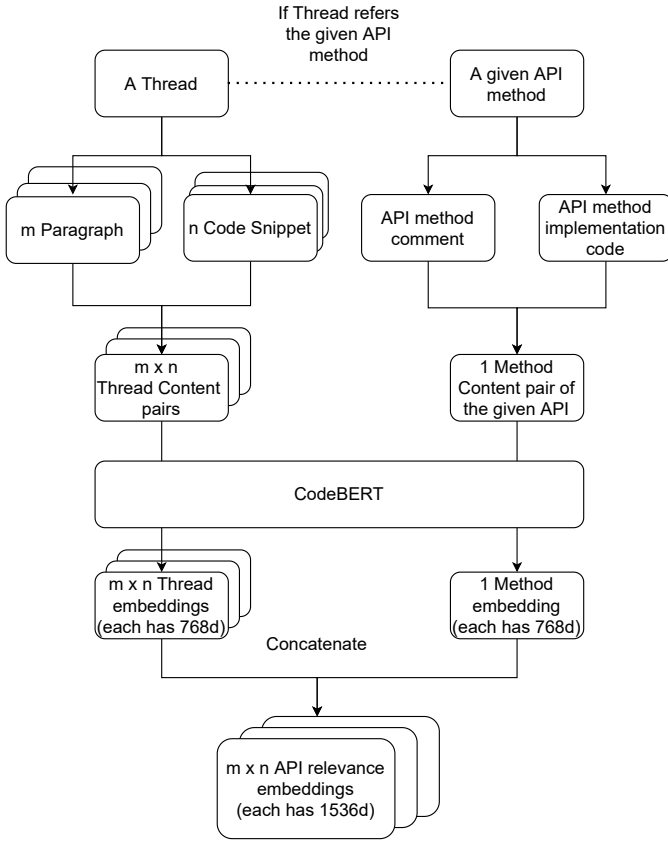 If Thread refers
the given API
method
A Thread
A given API
method
m Paragraph
n Code Snippet
API method
comment
API method
implementation
code
m x n
Thread Content
pairs
1 Method
Content pair of
the given API
CodeBERT
m x n Thread
embeddings
(each has 768d)
1 Method
embedding
(each has 768d)
Concatenate
m x n API relevance
embeddings
(each has 1536d)